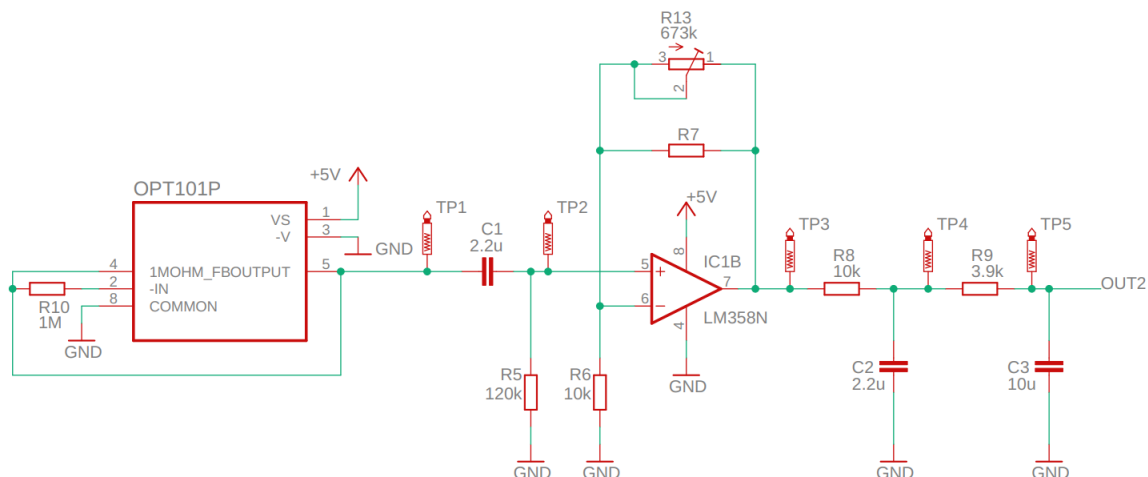 R13
673k
3
1
2
R7
+5V
OPT101P
VS
1
-V
3
GND
4
1MOHM_FBOUTPUT
5
2
-IN
8
COMMON
R10
1M
GND
TP1
C1
2.2u
TP2
+5V
8
5
+
IC1B
7
6
−
LM358N
4
GND
R5
120k
GND
R6
10k
GND
TP3
R8
10k
TP4
R9
3.9k
TP5
OUT2
C2
2.2u
GND
C3
10u
GND